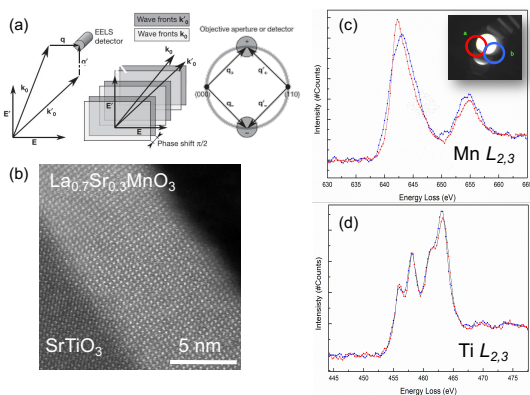 (a)
EELS
detector
q
n'
k₀
k'₀
E'
E
Wave fronts k'₀
Wave fronts k₀
k₀
k'₀
E'
E
Phase shift π/2
Objective aperture or detector
+
q₊
q'₊
(000)
(110)
q₋
q'₋
−
(b)
La₀.₇Sr₀.₃MnO₃
SrTiO₃
5 nm
(c)
a
b
Intensity (#Counts)
Mn L₂,₃
630 635 640 645 650 655 660 665
Energy Loss (eV)
(d)
Intensisty (#Counts)
Ti L₂,₃
445 450 455 460 465 470 475
Energy Loss (eV)